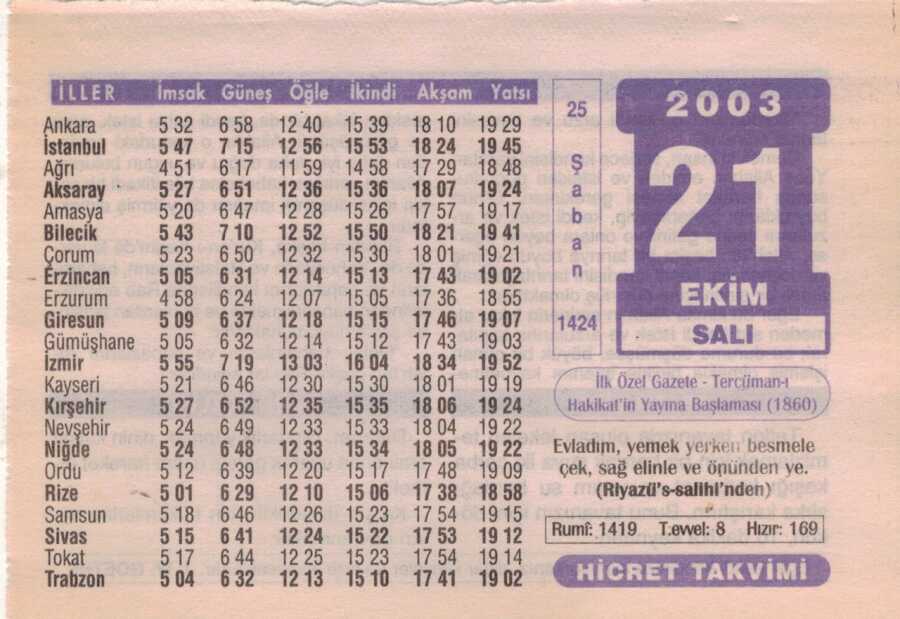 İLLER İmsak Güneş Öğle İkindi Akşam Yatsı
Ankara 5 32 6 58 12 40 15 39 18 10 19 29
İstanbul 5 47 7 15 12 56 15 53 18 24 19 45
Ağrı 4 51 6 17 11 59 14 58 17 29 18 48
Aksaray 5 27 6 51 12 36 15 36 18 07 19 24
Amasya 5 20 6 47 12 28 15 26 17 57 19 17
Bilecik 5 43 7 10 12 52 15 50 18 21 19 41
Çorum 5 23 6 50 12 32 15 30 18 01 19 21
Erzincan 5 05 6 31 12 14 15 13 17 43 19 02
Erzurum 4 58 6 24 12 07 15 05 17 36 18 55
Giresun 5 09 6 37 12 18 15 15 17 46 19 07
Gümüşhane 5 05 6 32 12 14 15 12 17 43 19 03
İzmir 5 55 7 19 13 03 16 04 18 34 19 52
Kayseri 5 21 6 46 12 30 15 30 18 01 19 19
Kırşehir 5 27 6 52 12 35 15 35 18 06 19 24
Nevşehir 5 24 6 49 12 33 15 33 18 04 19 22
Niğde 5 24 6 48 12 33 15 34 18 05 19 22
Ordu 5 12 6 39 12 20 15 17 17 48 19 09
Rize 5 01 6 29 12 10 15 06 17 38 18 58
Samsun 5 18 6 46 12 26 15 23 17 54 19 15
Sivas 5 15 6 41 12 24 15 22 17 53 19 12
Tokat 5 17 6 44 12 25 15 23 17 54 19 14
Trabzon 5 04 6 32 12 13 15 10 17 41 19 02
25
Ş
a
b
a
n
1424
2003
21
EKİM
SALI
İlk Özel Gazete - Tercüman-ı
Hakikat'in Yayına Başlaması (1860)
Evladım, yemek yerken besmele
çek, sağ elinle ve önünden ye.
(Riyazü's-salihi'nden)
Rumî: 1419 T.evvel: 8 Hızır: 169
HİCRET TAKVİMİ